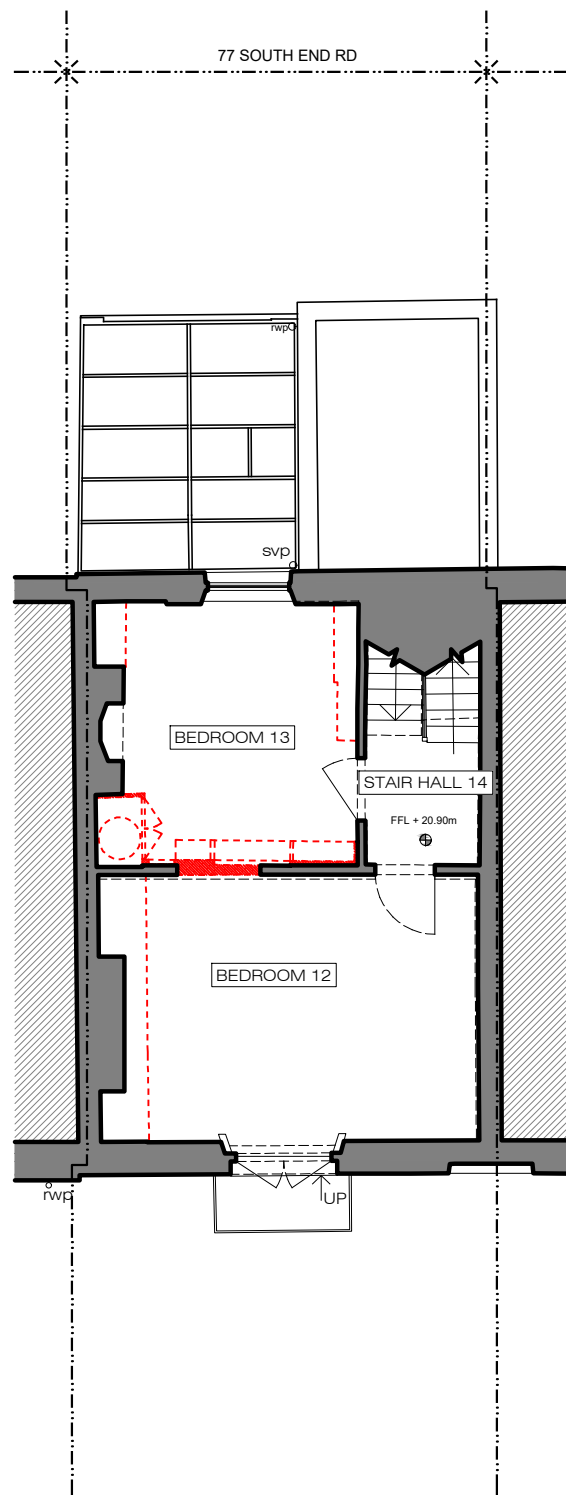 77 SOUTH END RD
rwp
svp
BEDROOM 13
STAIR HALL 14
FFL + 20.90m
BEDROOM 12
rwp
UP